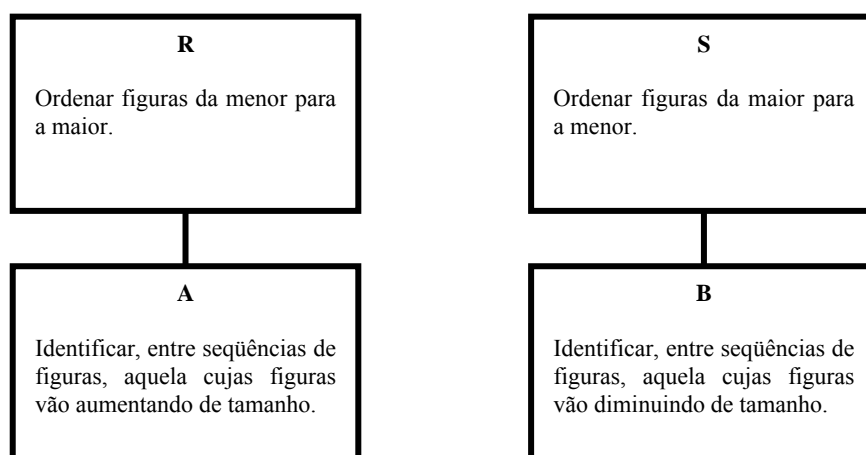 R
Ordenar figuras da menor para
a maior.
S
Ordenar figuras da maior para
a menor.
A
Identificar, entre seqüências de
figuras, aquela cujas figuras
vão aumentando de tamanho.
B
Identificar, entre seqüências de
figuras, aquela cujas figuras
vão diminuindo de tamanho.